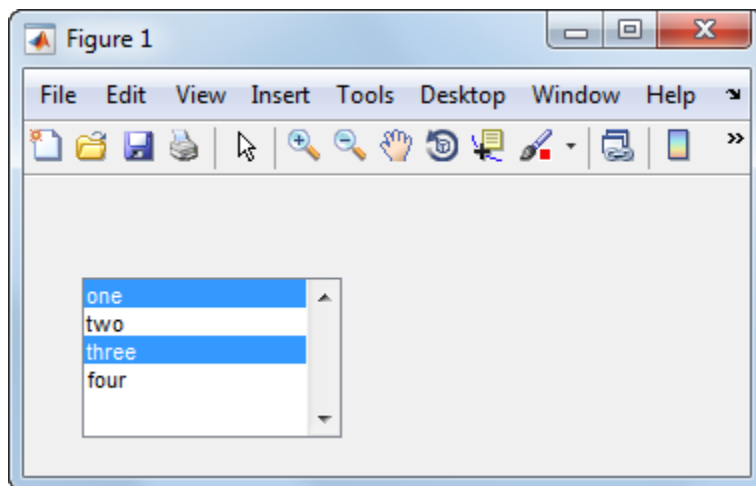 Figure 1
File Edit View Insert Tools Desktop Window Help
one
two
three
four